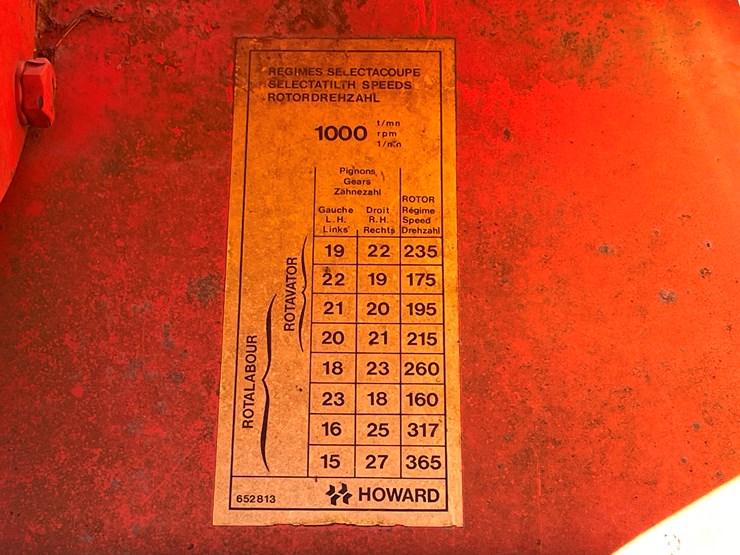 REGIMES SELECTACOUPE
SELECTATILTH SPEEDS
ROTORDREHZAHL
1000 t/mn rpm 1/min
Pignons
Gears
Zähnezahl
ROTOR
Gauche Droit Régime
L.H. R.H. Speed
Links Rechts Drehzahl
19 22 235
22 19 175
21 20 195
20 21 215
18 23 260
23 18 160
16 25 317
15 27 365
ROTAVATOR
ROTALABOUR
652813 HOWARD